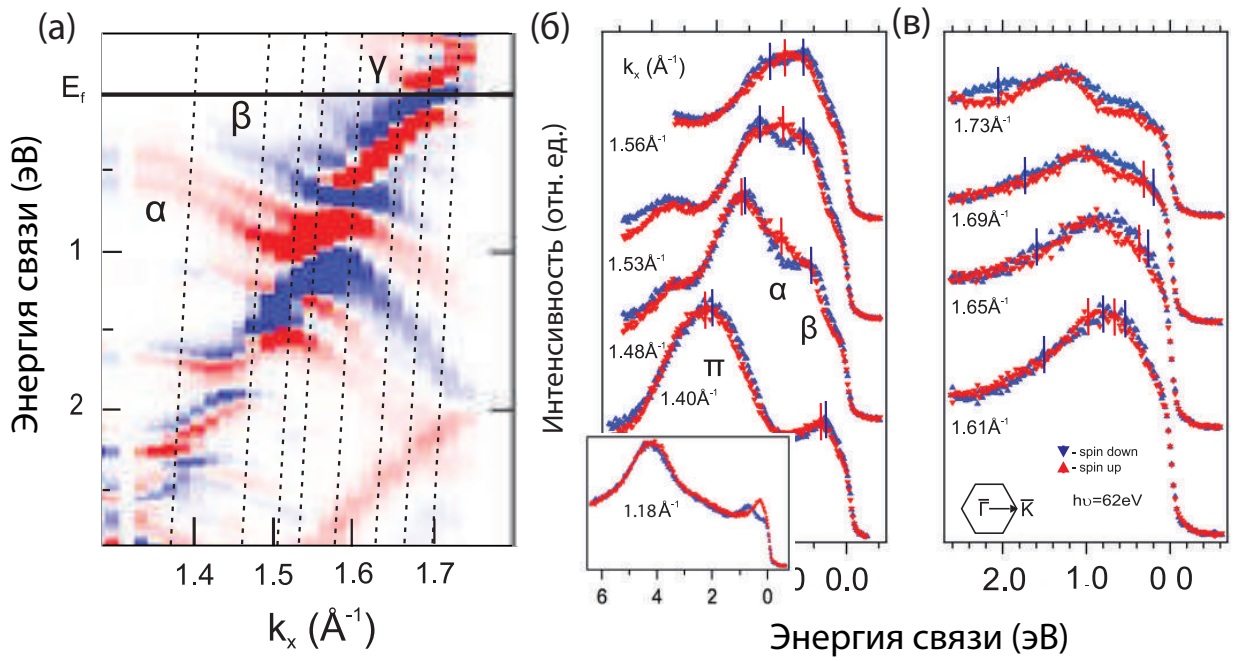 (а)
E_f
α
β
γ
1
2
1.4
1.5
1.6
1.7
Энергия связи (эВ)
k_x (Å⁻¹)
(б)
k_x (Å⁻¹)
1.56Å⁻¹
1.53Å⁻¹
1.48Å⁻¹
1.40Å⁻¹
α
β
π
1.18Å⁻¹
6
4
2
0
0
0.0
Интенсивность (отн. ед.)
(в)
1.73Å⁻¹
1.69Å⁻¹
1.65Å⁻¹
1.61Å⁻¹
- spin down
- spin up
hυ=62eV
Γ̅ K̅
2.0
1.0
0 0
Энергия связи (эВ)